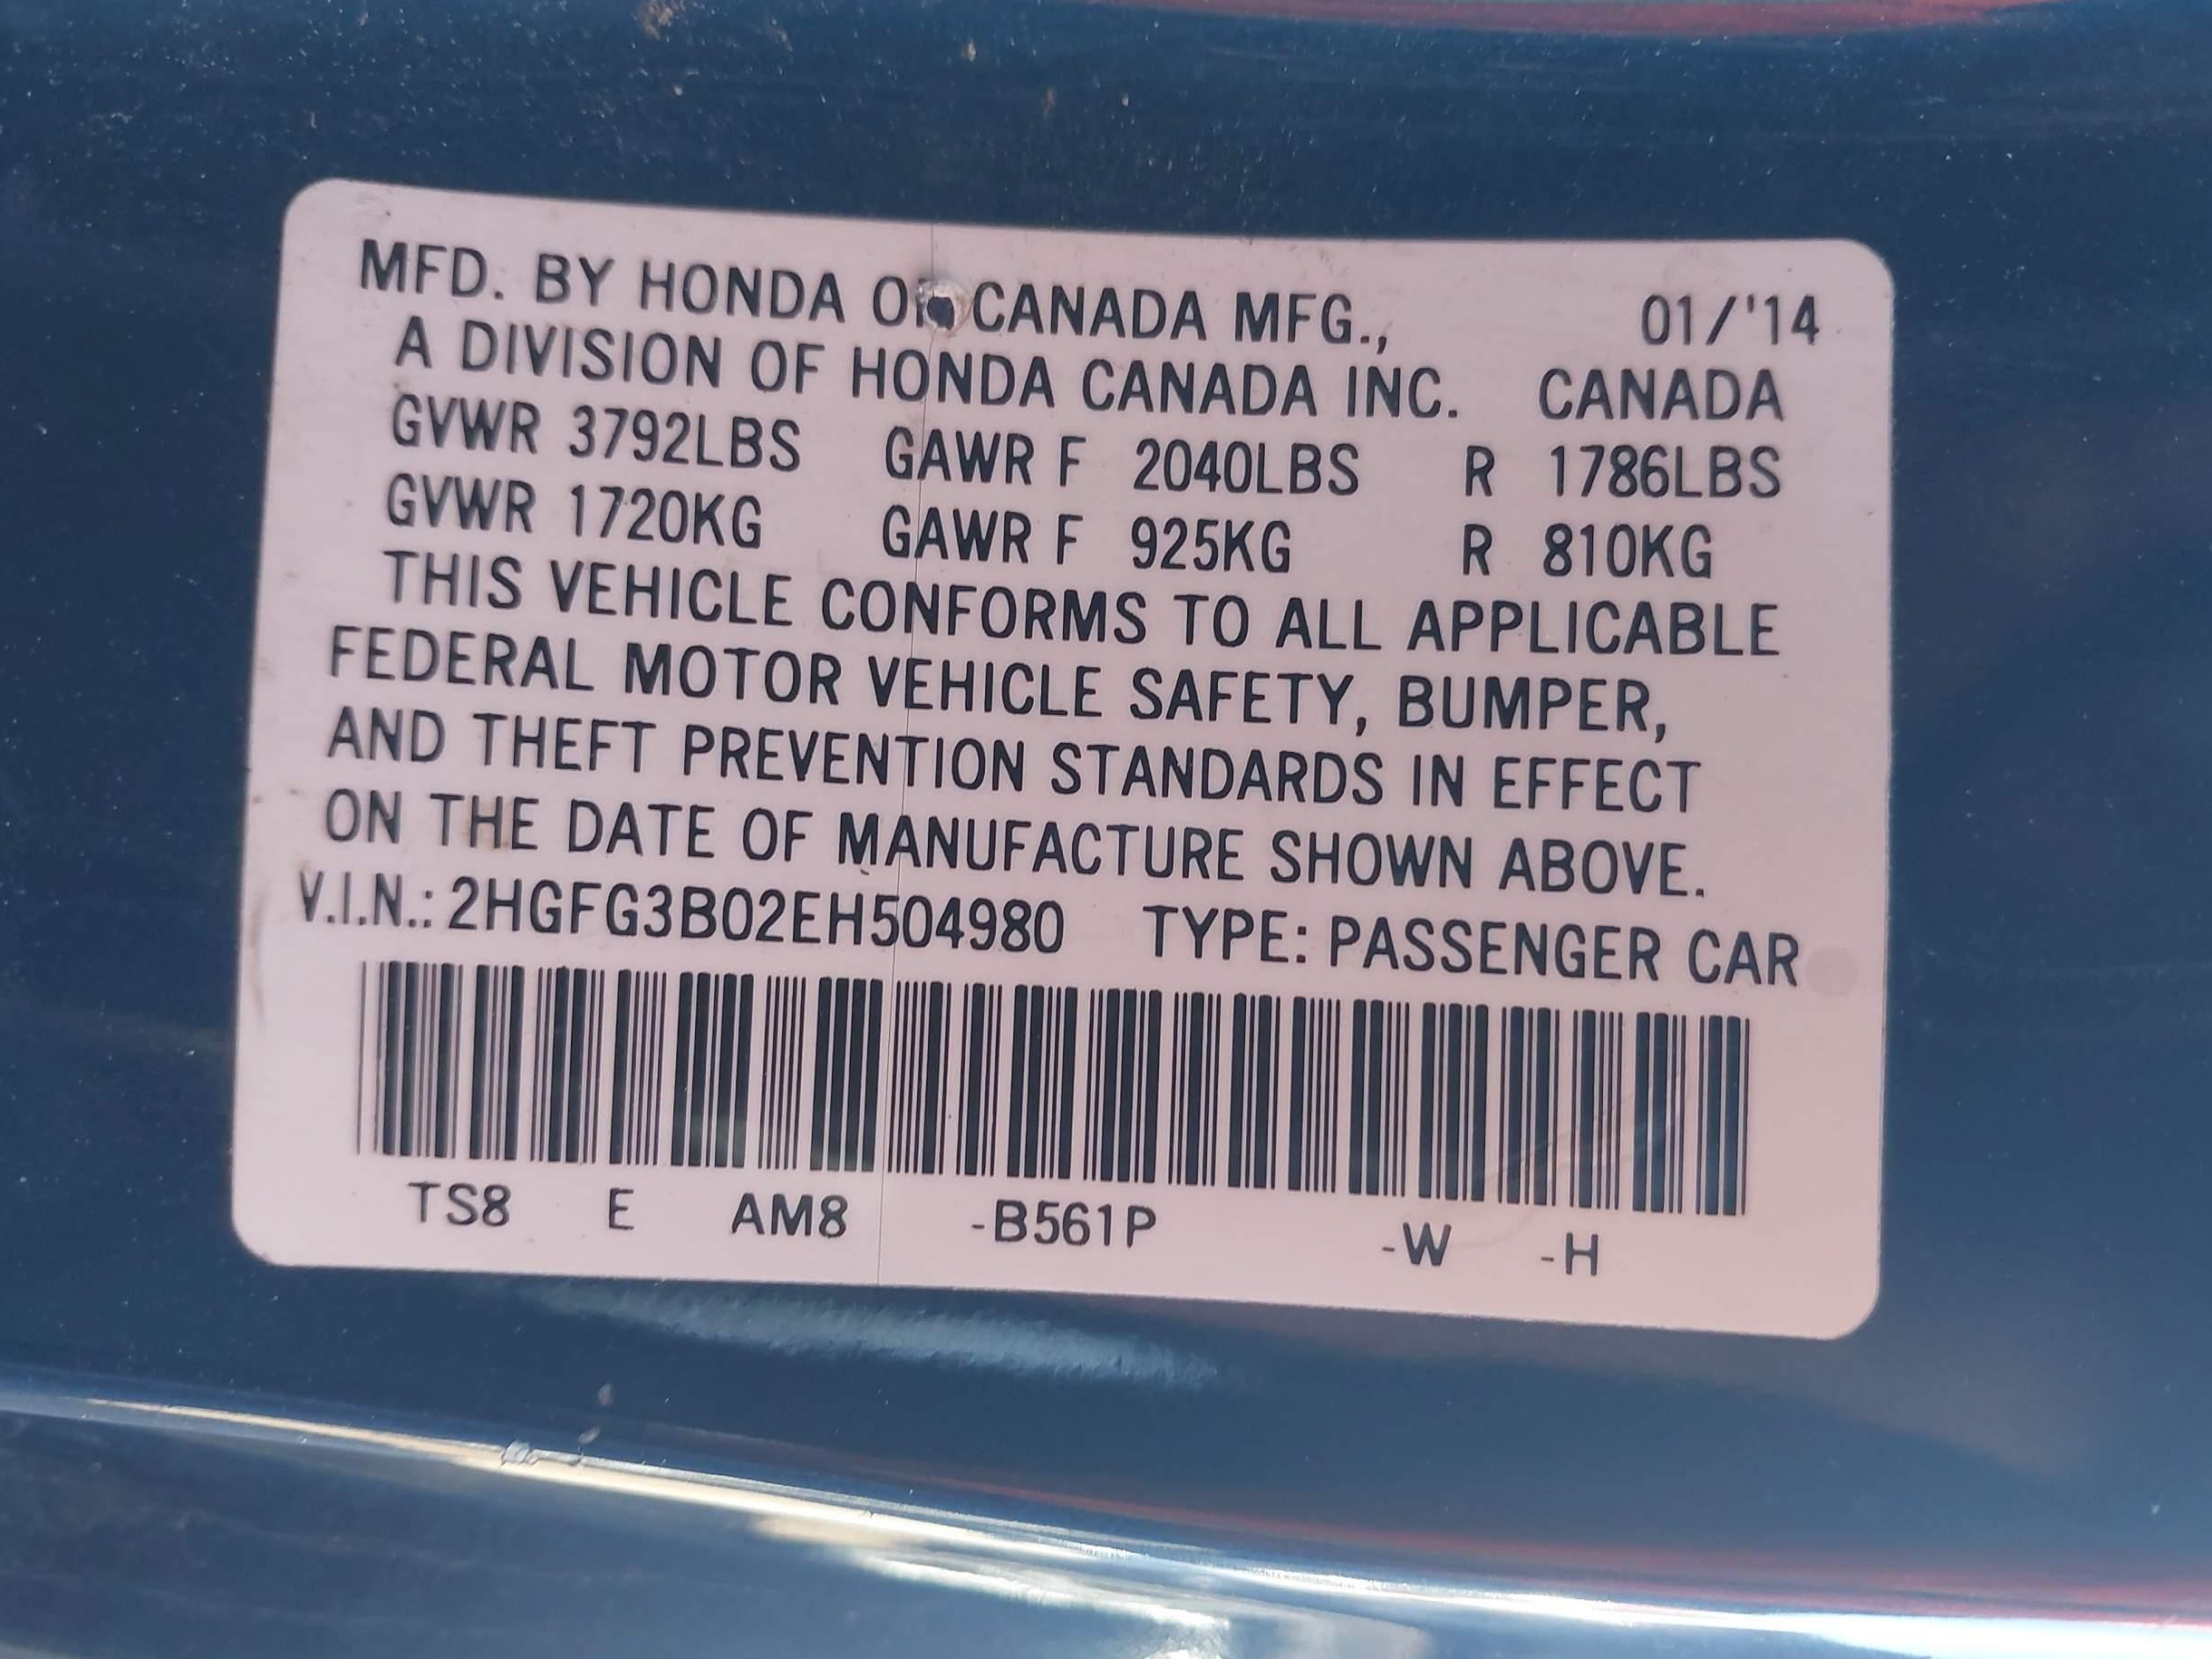 MFD. BY HONDA OF CANADA MFG., 01/'14
A DIVISION OF HONDA CANADA INC. CANADA
GVWR 3792LBS GAWR F 2040LBS R 1786LBS
GVWR 1720KG GAWR F 925KG R 810KG
THIS VEHICLE CONFORMS TO ALL APPLICABLE
FEDERAL MOTOR VEHICLE SAFETY, BUMPER,
AND THEFT PREVENTION STANDARDS IN EFFECT
ON THE DATE OF MANUFACTURE SHOWN ABOVE.
V.I.N.: 2HGFG3B02EH504980 TYPE: PASSENGER CAR
TS8 E AM8 -B561P -W -H